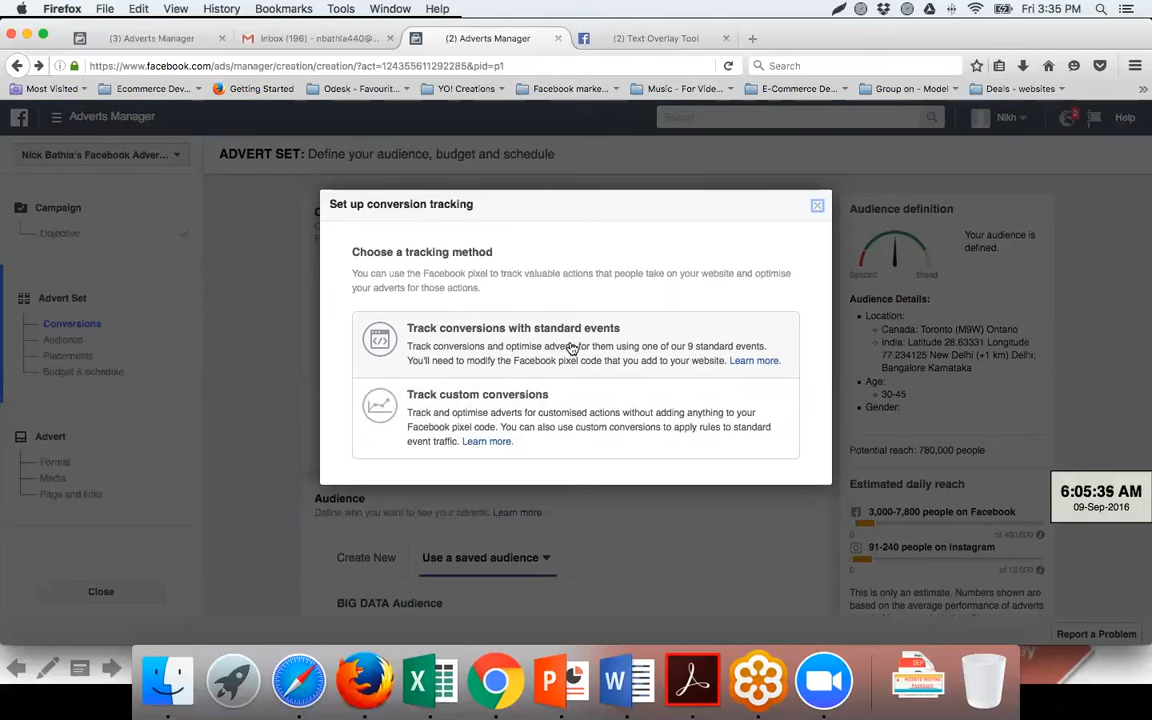 Firefox File Edit View History Bookmarks Tools Window Help Fri 3:35 PM
(3) Adverts Manager Inbox (196) - nbathla440@... (2) Adverts Manager (2) Text Overlay Tool
https://www.facebook.com/ads/manager/creation/creation/?act=124355611292285&pid=p1 Search
Most Visited Ecommerce Dev... Getting Started Odesk - Favourit... YO! Creations Facebook marke... Music - For Vide... E-Commerce De... Group on - Model Deals - websites
Adverts Manager Nikh Help
Nick Bathla's Facebook Adver... ADVERT SET: Define your audience, budget and schedule
Campaign
Objective
Advert Set
Conversions
Audience
Placements
Budget & schedule
Advert
Format
Media
Page and links
Close
Set up conversion tracking
Choose a tracking method
You can use the Facebook pixel to track valuable actions that people take on your website and optimise
your adverts for those actions.
Track conversions with standard events
Track conversions and optimise adverts for them using one of our 9 standard events.
You'll need to modify the Facebook pixel code that you add to your website. Learn more.
Track custom conversions
Track and optimise adverts for customised actions without adding anything to your
Facebook pixel code. You can also use custom conversions to apply rules to standard
event traffic. Learn more.
Audience
Define who you want to see your adverts. Learn more.
Create New Use a saved audience
BIG DATA Audience
Audience definition
Your audience is
defined.
Specific Broad
Audience Details:
Location:
Canada: Toronto (M9W) Ontario
India: Latitude 28.63331 Longitude
77.234125 New Delhi (+1 km) Delhi;
Bangalore Karnataka
Age:
30-45
Gender:
Potential reach: 780,000 people
Estimated daily reach
3,000-7,800 people on Facebook
0 of 480,000
91-240 people on Instagram
0 of 13,000
This is only an estimate. Numbers shown are
based on the average performance of adverts
6:05:35 AM
09-Sep-2016
Report a Problem